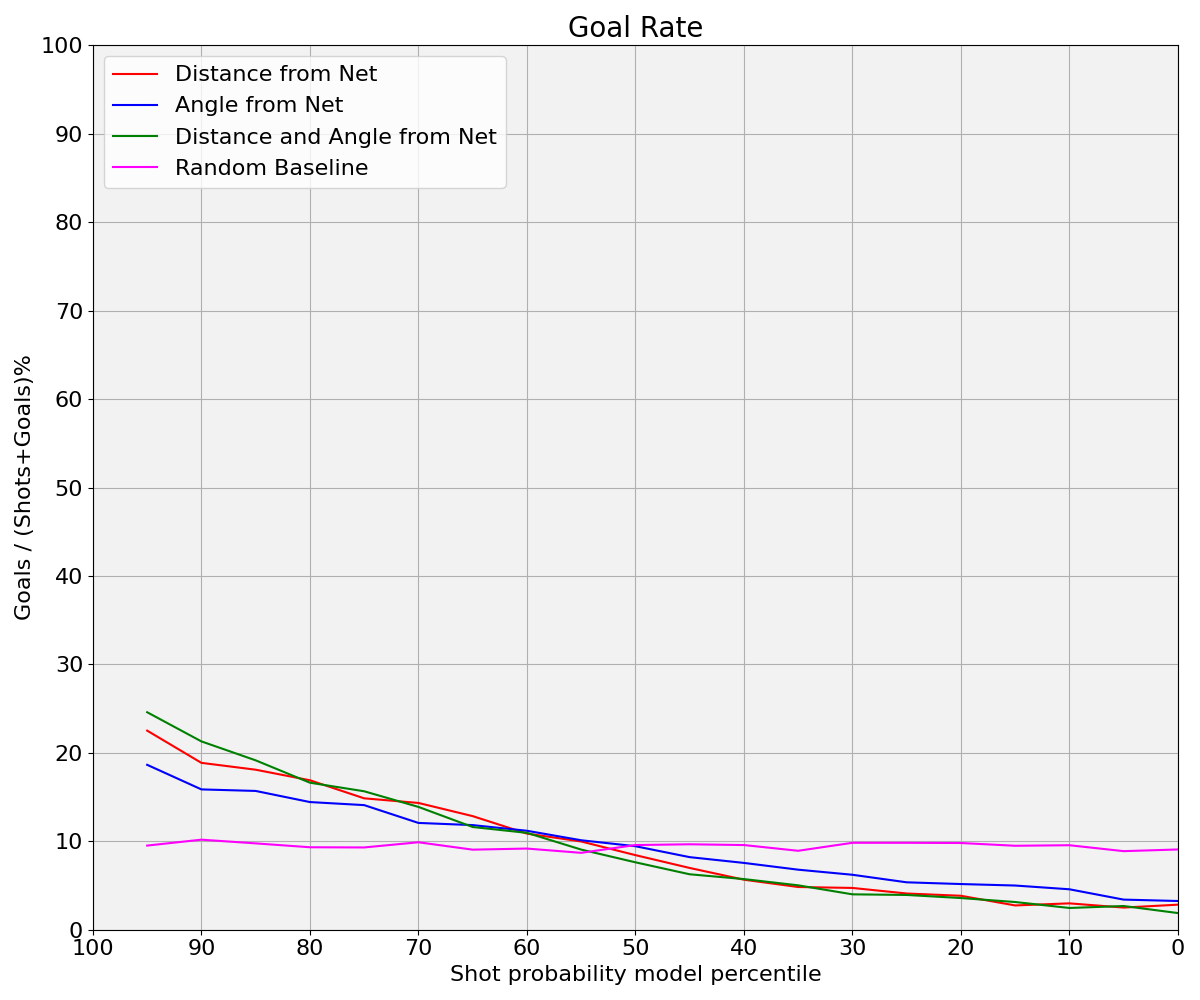 Goal Rate
Distance from Net
Angle from Net
Distance and Angle from Net
Random Baseline
Goals / (Shots+Goals)%
100
90
80
70
60
50
40
30
20
10
0
100 90 80 70 60 50 40 30 20 10 0
Shot probability model percentile